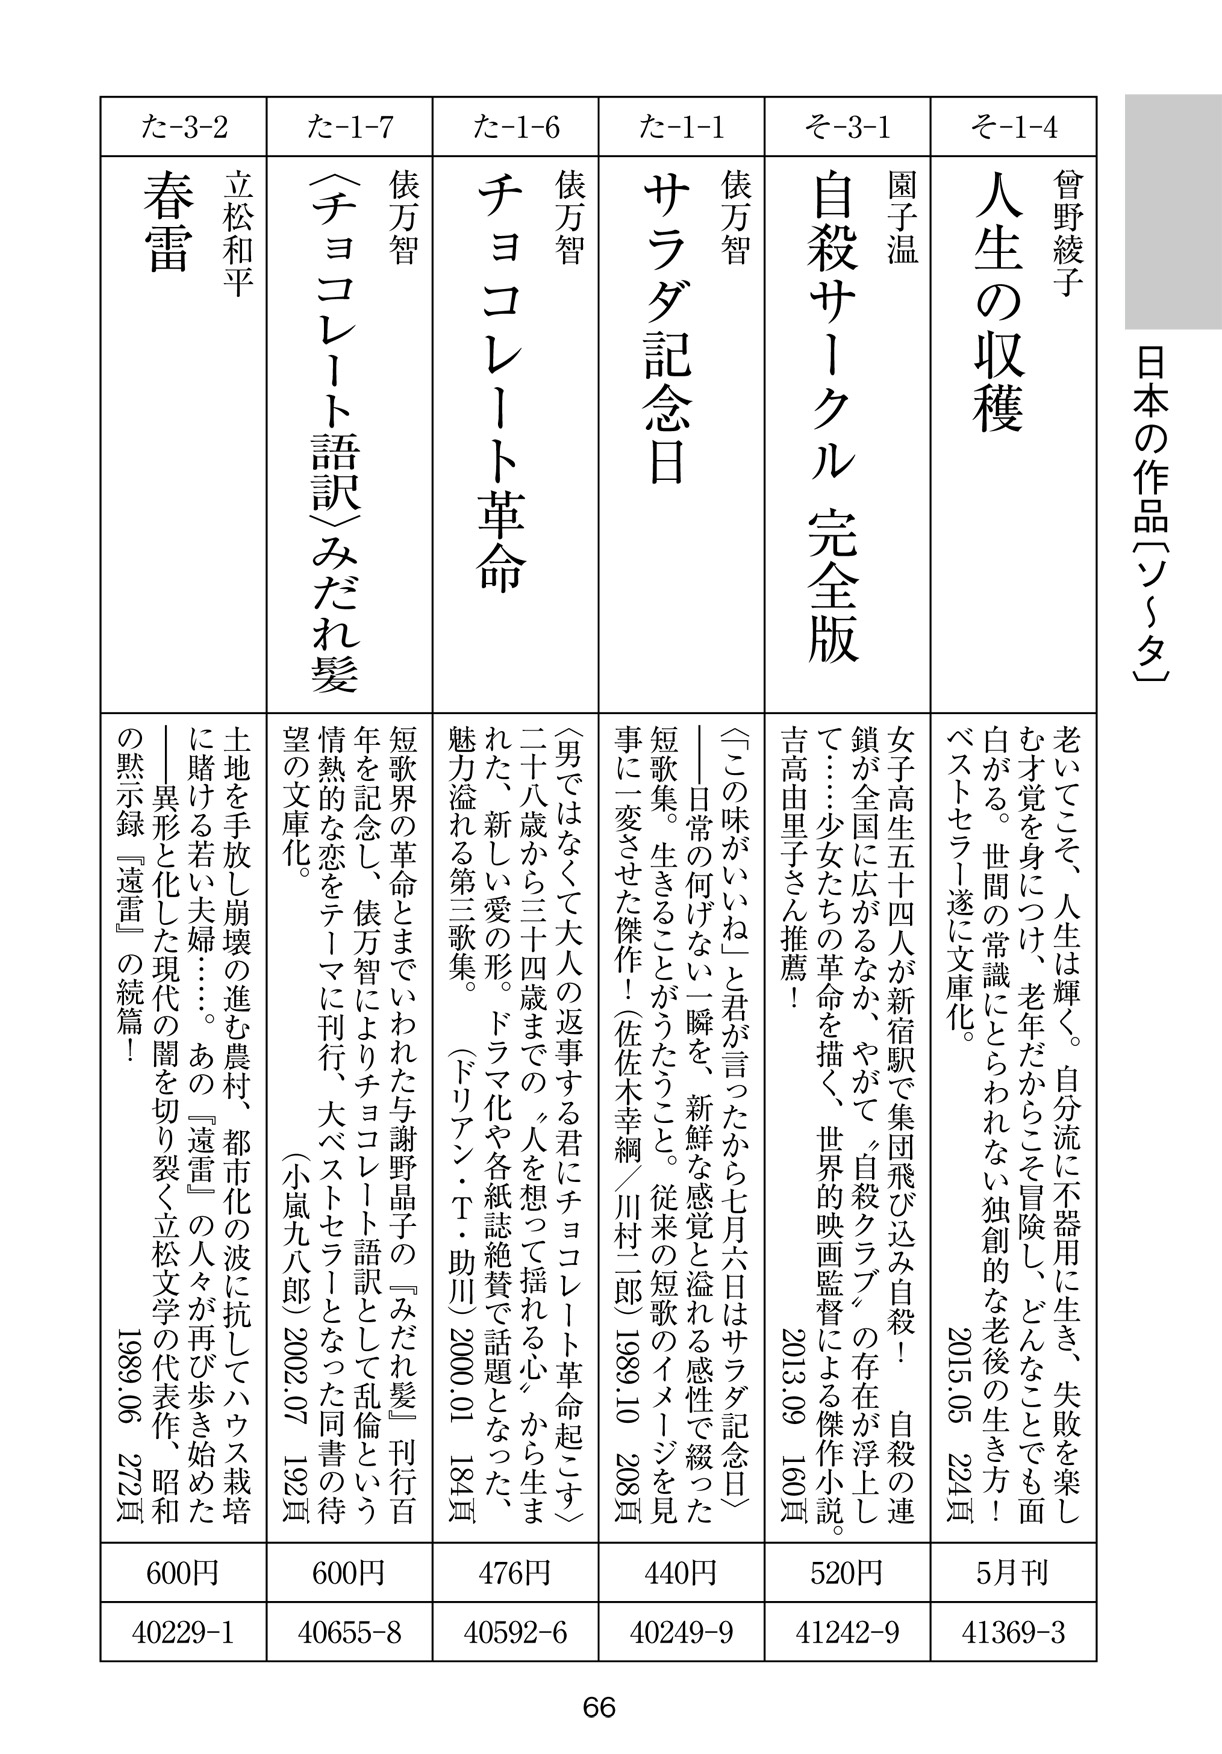 日本の作品〔ソ〜タ〕
そ-1-4
曾野綾子
人生の収穫
老いてこそ、人生は輝く。自分流に不器用に生き、失敗を楽し
む才覚を身につけ、老年だからこそ冒険し、どんなことでも面
白がる。世間の常識にとらわれない独創的な老後の生き方！
ベストセラー遂に文庫化。
2015.05 224頁
5月刊
41369-3
そ-3-1
園子温
自殺サークル 完全版
女子高生五十四人が新宿駅で集団飛び込み自殺！ 自殺の連
鎖が全国に広がるなか、やがて〝自殺クラブ〟の存在が浮上し
て……少女たちの革命を描く、世界的映画監督による傑作小説。
吉高由里子さん推薦！
2013.09 160頁
520円
41242-9
た-1-1
俵万智
サラダ記念日
〈「この味がいいね」と君が言ったから七月六日はサラダ記念日〉
――日常の何げない一瞬を、新鮮な感覚と溢れる感性で綴った
短歌集。生きることがうたうこと。従来の短歌のイメージを見
事に一変させた傑作！（佐佐木幸綱／川村二郎）1989.10 208頁
440円
40249-9
た-1-6
俵万智
チョコレート革命
〈男ではなくて大人の返事する君にチョコレート革命起こす〉
二十八歳から三十四歳までの〝人を想って揺れる心〟から生ま
れた、新しい愛の形。ドラマ化や各紙誌絶賛で話題となった、
魅力溢れる第三歌集。 （ドリアン・Ｔ・助川）2000.01 184頁
476円
40592-6
た-1-7
俵万智
〈チョコレート語訳〉みだれ髪
短歌界の革命とまでいわれた与謝野晶子の『みだれ髪』刊行百
年を記念し、俵万智によりチョコレート語訳として乱倫という
情熱的な恋をテーマに刊行、大ベストセラーとなった同書の待
望の文庫化。 （小嵐九八郎）2002.07 192頁
600円
40655-8
た-3-2
立松和平
春雷
土地を手放し崩壊の進む農村、都市化の波に抗してハウス栽培
に賭ける若い夫婦……。あの『遠雷』の人々が再び歩き始めた
――異形と化した現代の闇を切り裂く立松文学の代表作、昭和
の黙示録『遠雷』の続篇！
1989.06 272頁
600円
40229-1
66